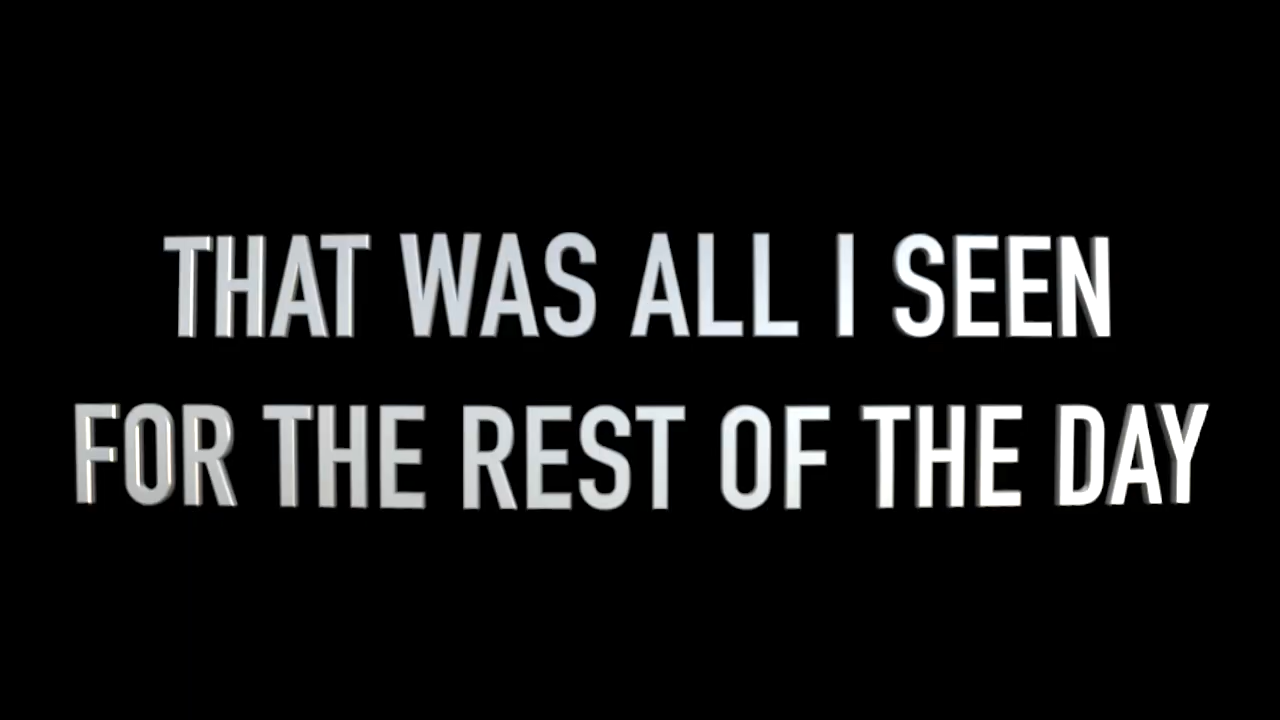 THAT WAS ALL I SEEN
FOR THE REST OF THE DAY